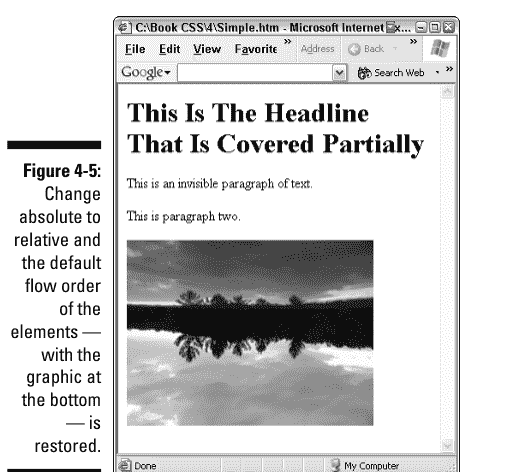 C:\Book CSS\4\Simple.htm - Microsoft Internet Ex...
File Edit View Favorite » Address Back »
Google Search Web »
This Is The Headline
That Is Covered Partially
This is an invisible paragraph of text.
This is paragraph two.
Done My Computer
Figure 4-5:
Change
absolute to
relative and
the default
flow order
of the
elements —
with the
graphic at
the bottom
— is
restored.